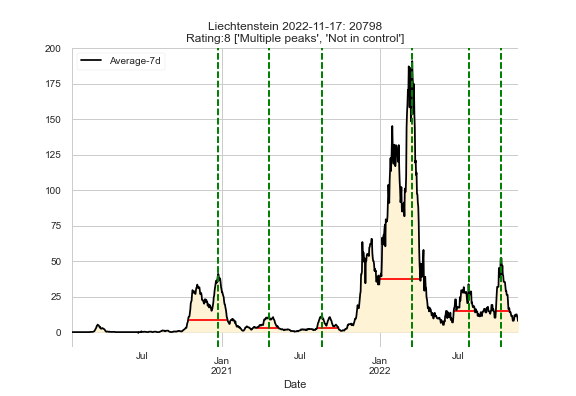 Liechtenstein 2022-11-17: 20798
Rating:8 ['Multiple peaks', 'Not in control']
200
175
150
125
100
75
50
25
0
Average-7d
Jul
Jan
2021
Jul
Jan
2022
Jul
Date